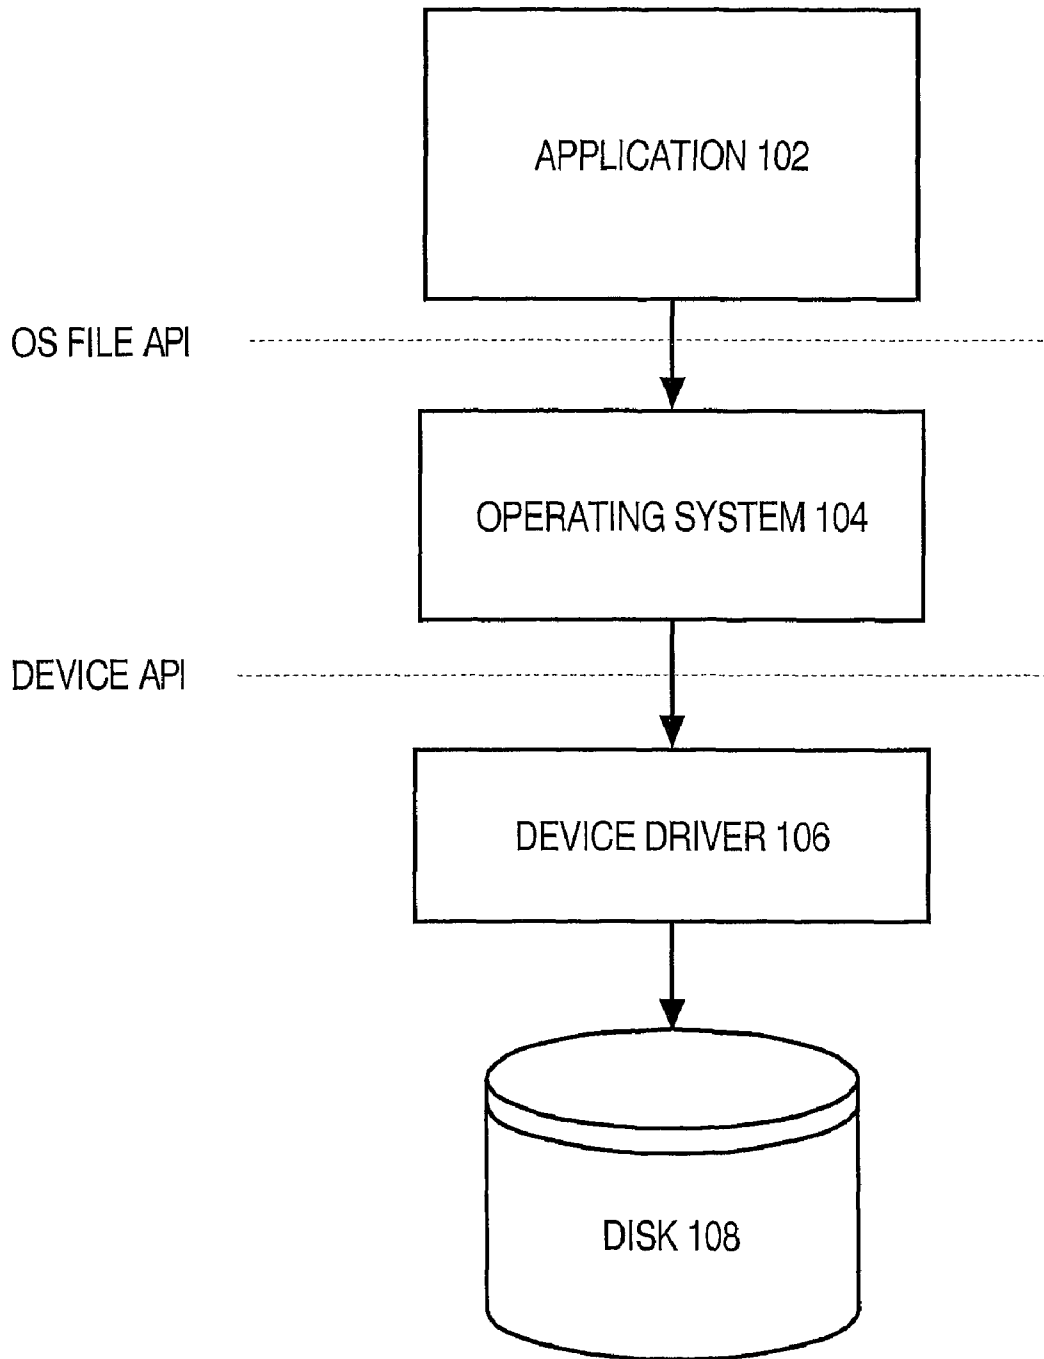 APPLICATION 102
OS FILE API
OPERATING SYSTEM 104
DEVICE API
DEVICE DRIVER 106
DISK 108